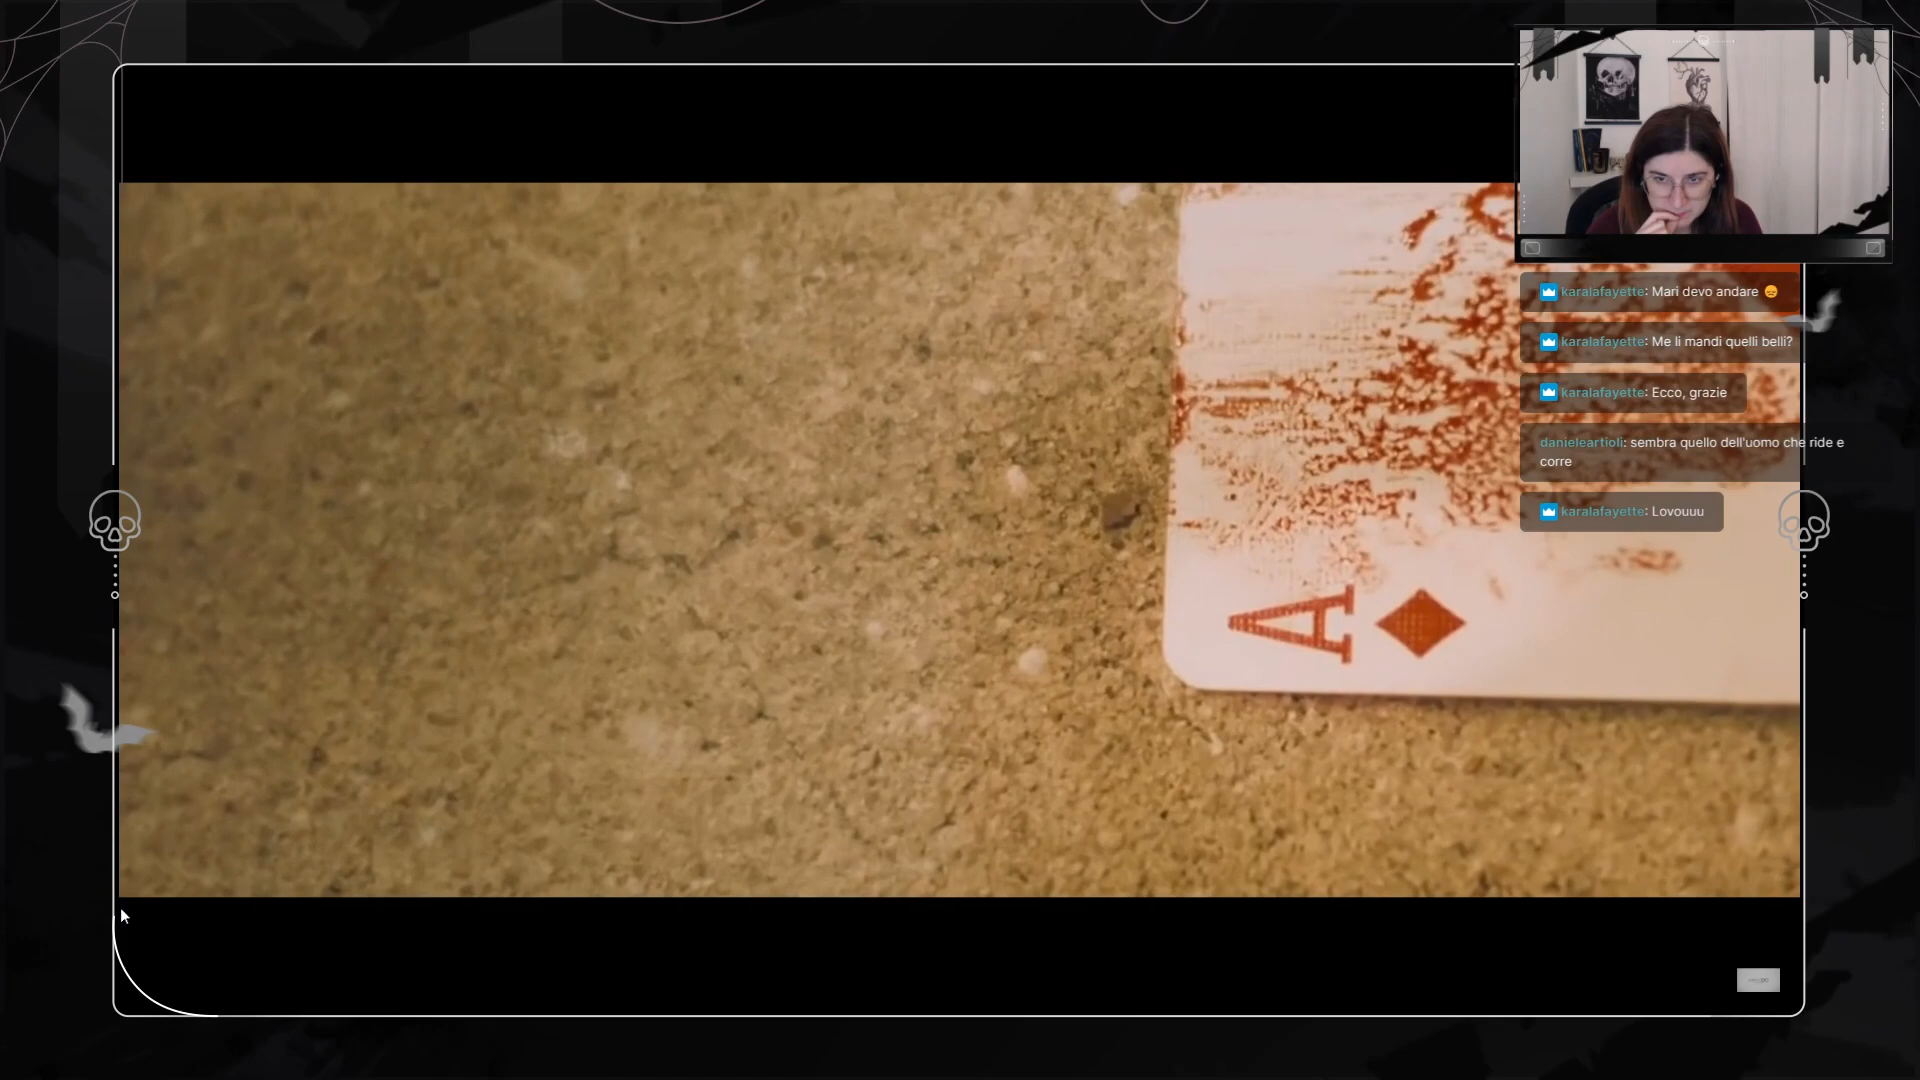 karalafayette: Mari devo andare 😞
karalafayette: Me li mandi quelli belli?
karalafayette: Ecco, grazie
danieleartioli: sembra quello dell'uomo che ride e
corre
karalafayette: Lovouuu
A